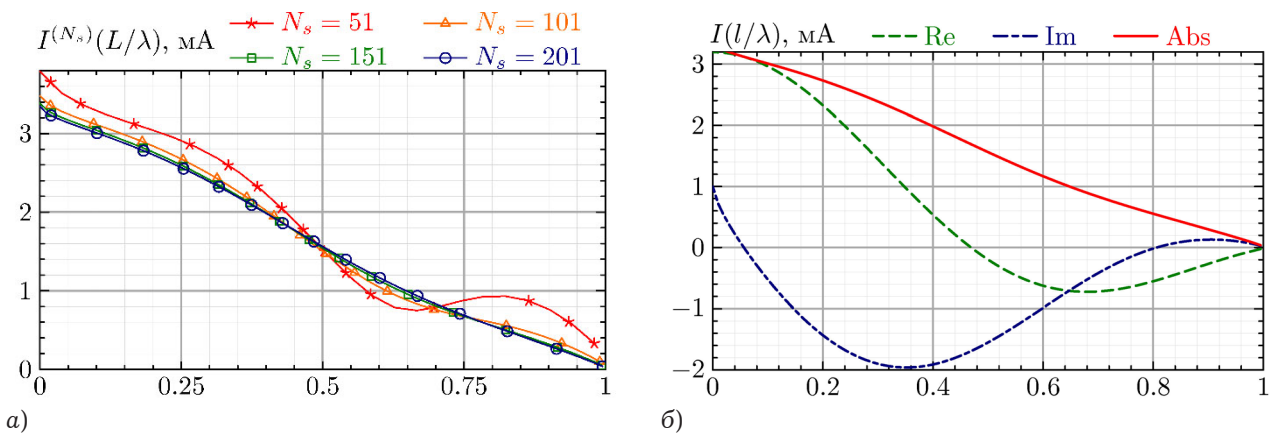 I^{(N_s)}(L/λ), мА
N_s = 51
N_s = 101
N_s = 151
N_s = 201
3
2
1
0
0
0.25
0.5
0.75
1
а)
I(l/λ), мА
Re
Im
Abs
3
2
1
0
−1
−2
0
0.2
0.4
0.6
0.8
1
б)